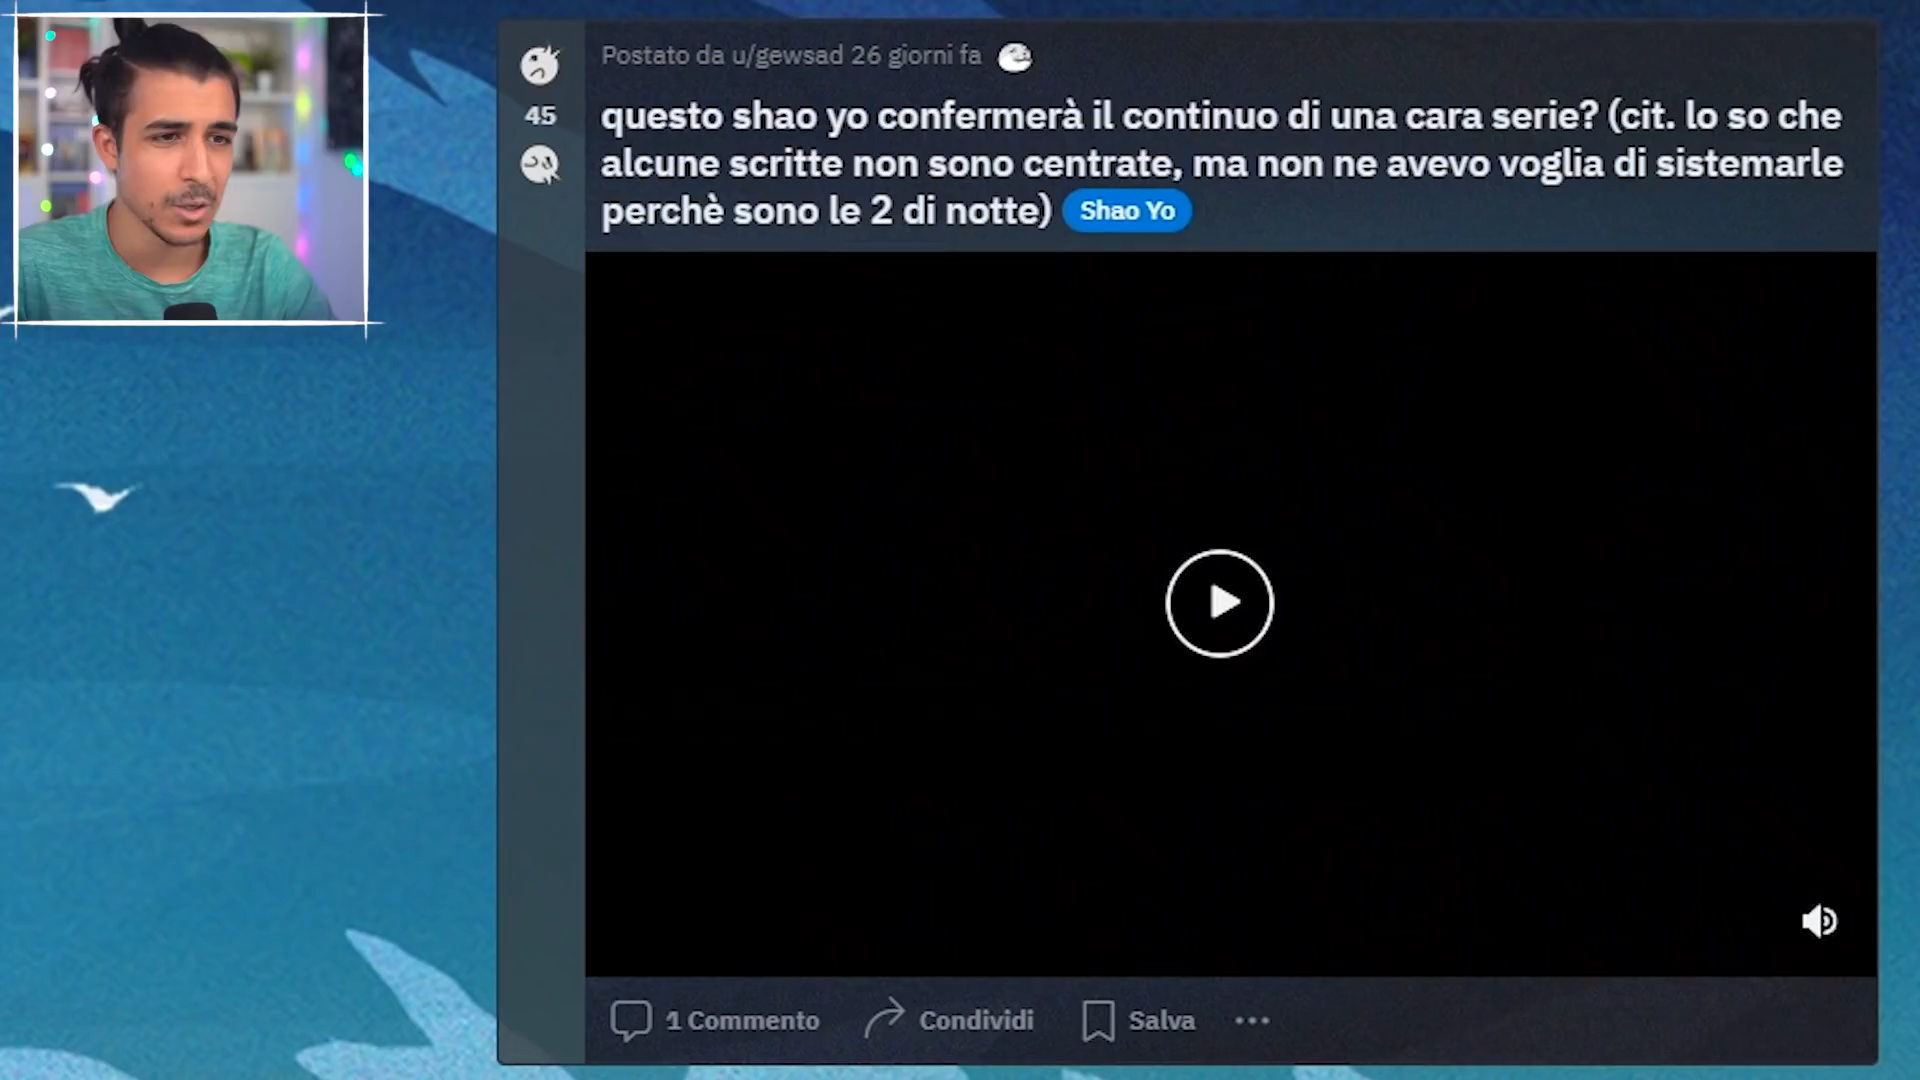 Postato da u/gewsad 26 giorni fa
45
questo shao yo confermerà il continuo di una cara serie? (cit. lo so che
alcune scritte non sono centrate, ma non ne avevo voglia di sistemarle
perchè sono le 2 di notte) Shao Yo
1 Commento Condividi Salva